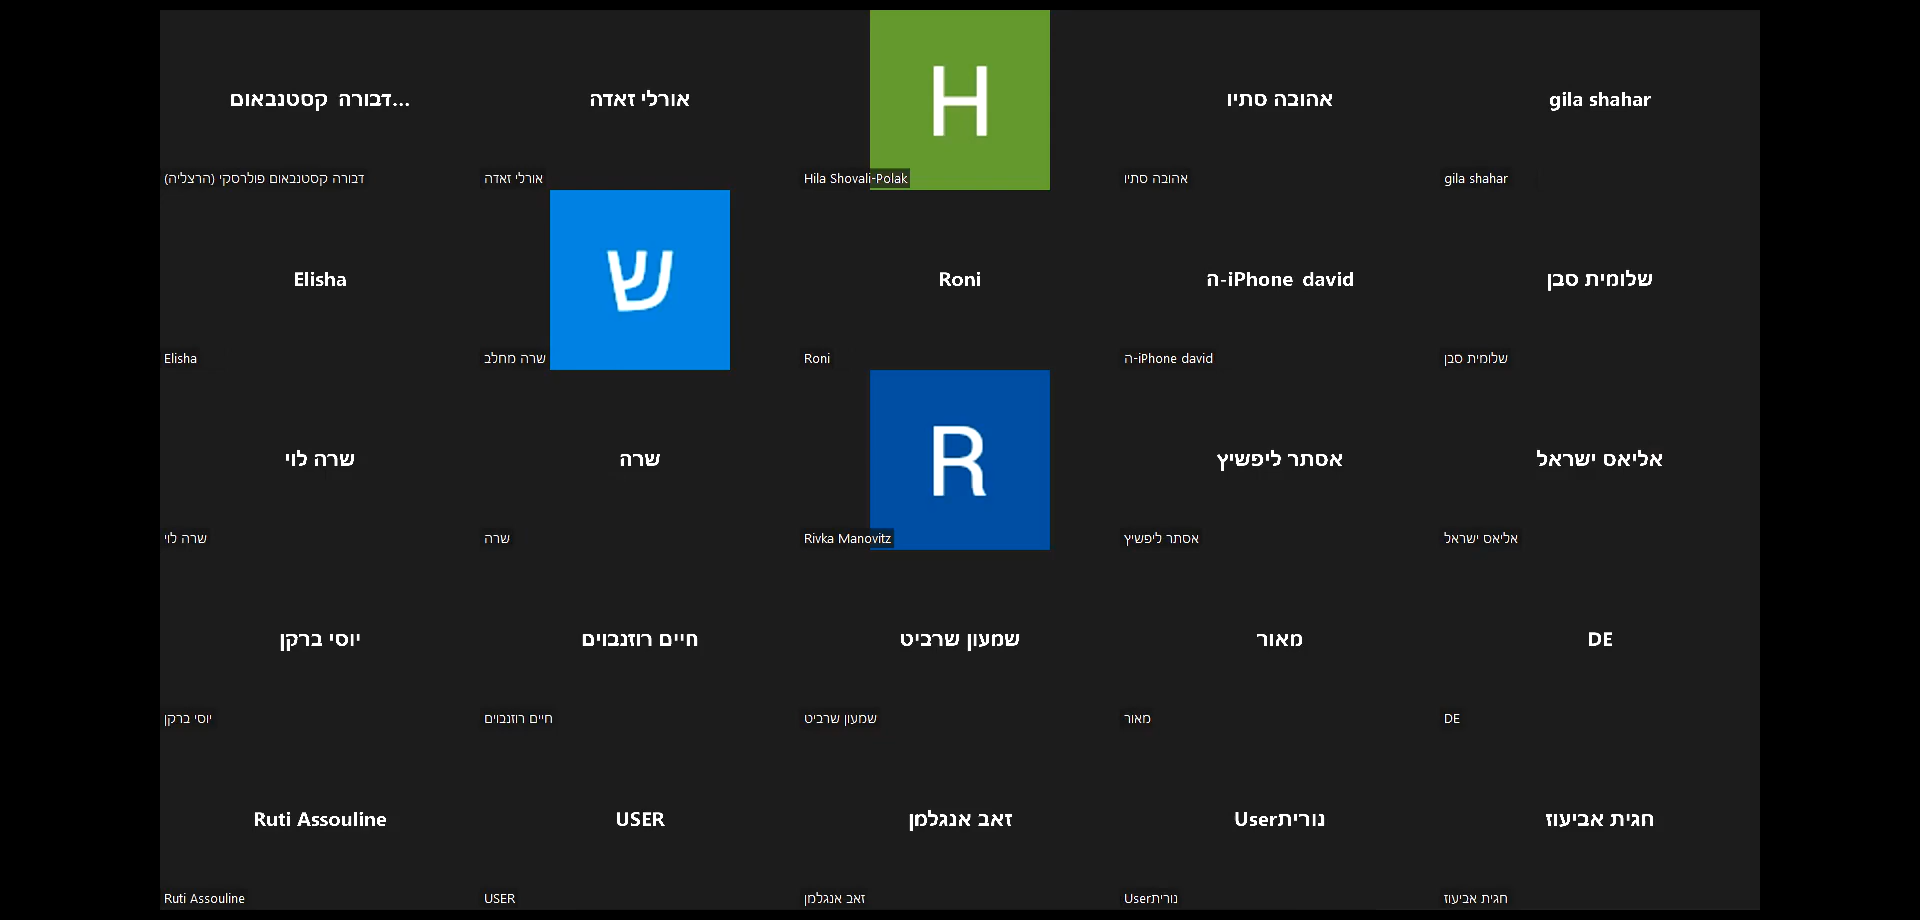 דבורה קסטנבאום...
דבורה קסטנבאום פולרסקי (הרצליה)
אורלי זאדה
אורלי זאדה
H
Hila Shovali-Polak
אהובה סתיו
אהובה סתיו
gila shahar
gila shahar
Elisha
Elisha
ש
שרה מחלב
Roni
Roni
ה-iPhone david
ה-iPhone david
שלומית סבן
שלומית סבן
שרה לוי
שרה לוי
שרה
שרה
R
Rivka Manovitz
אסתר ליפשיץ
אסתר ליפשיץ
אליאס ישראל
אליאס ישראל
יוסי ברקן
יוסי ברקן
חיים רוזנבוים
חיים רוזנבוים
שמעון שרביט
שמעון שרביט
מאור
מאור
DE
DE
Ruti Assouline
Ruti Assouline
USER
USER
זאב אנגלמן
זאב אנגלמן
Userנורית
Userנורית
חגית אביעוז
חגית אביעוז